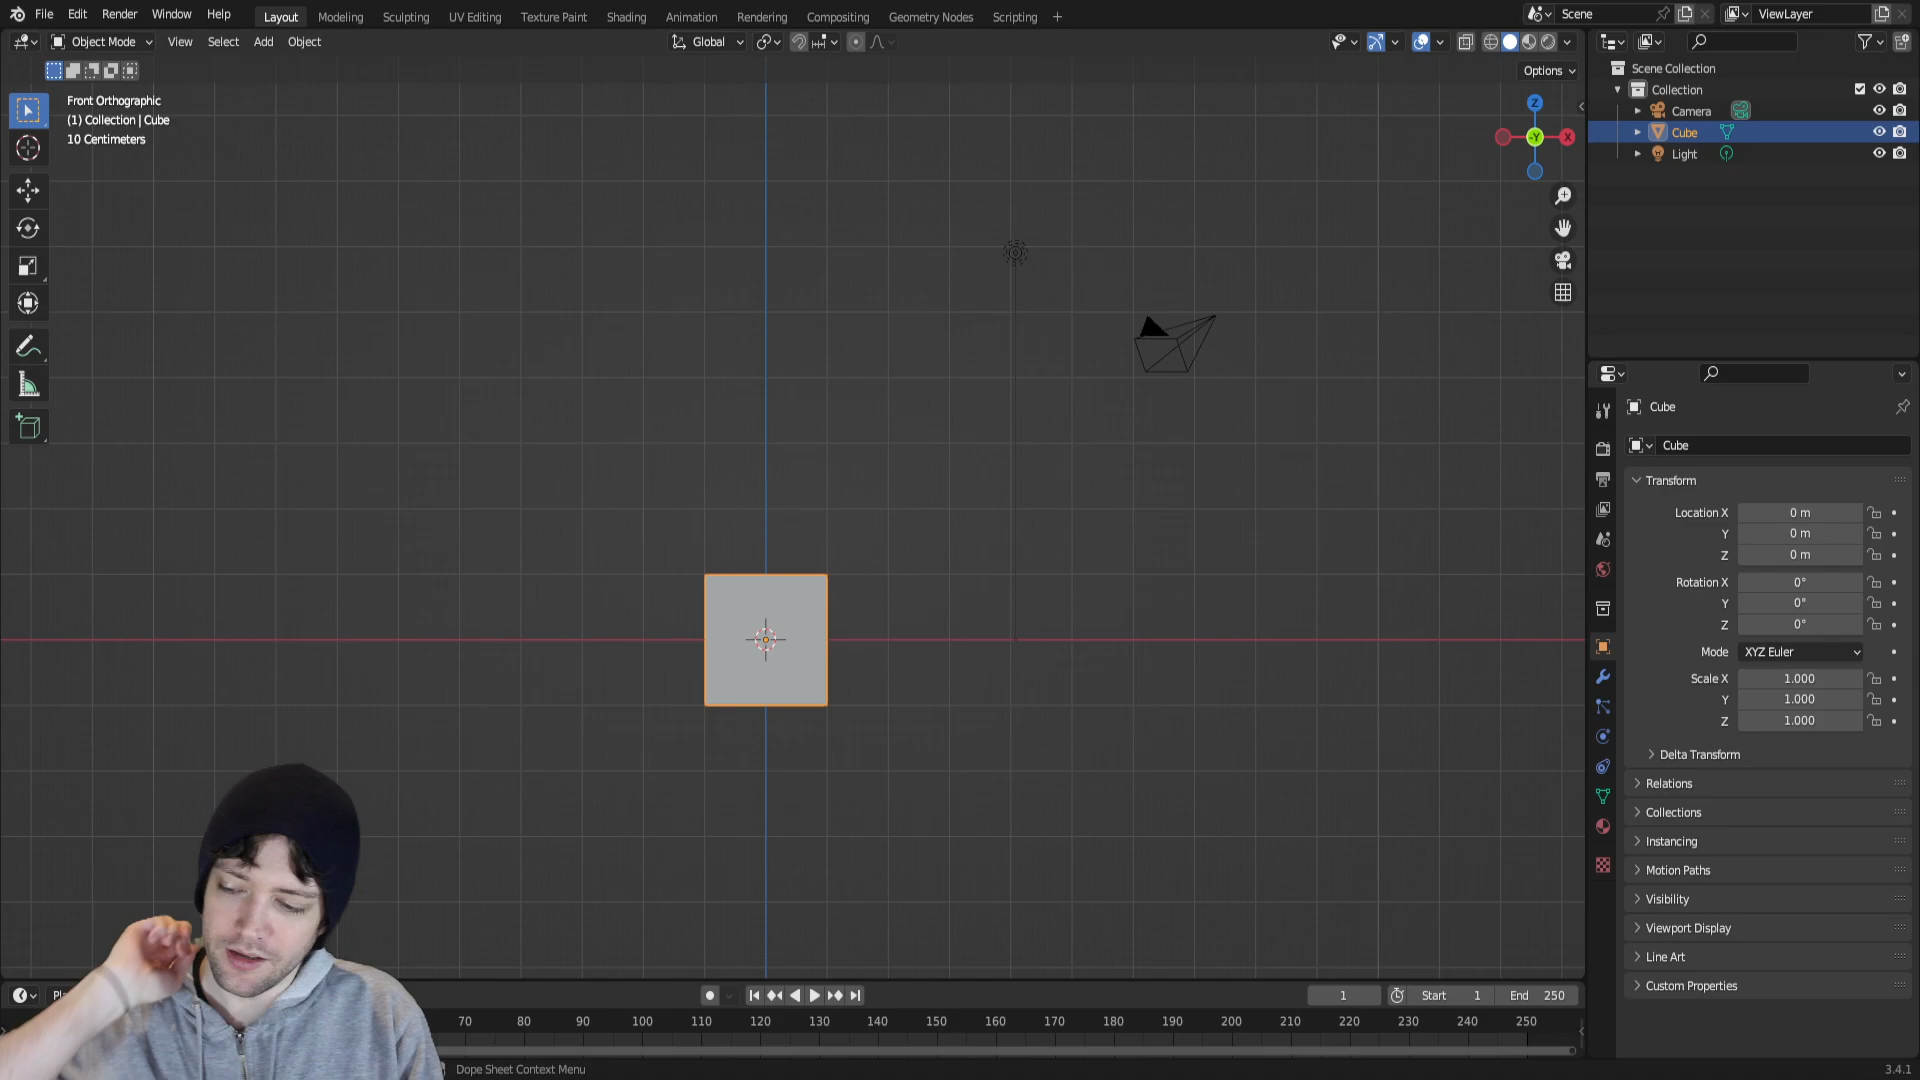 File Edit Render Window Help Layout Modeling Sculpting UV Editing Texture Paint Shading Animation Rendering Compositing Geometry Nodes Scripting + Scene ViewLayer
Object Mode View Select Add Object Global
Options
Front Orthographic
(1) Collection | Cube
10 Centimeters
Z
-Y
X
Scene Collection
Collection
Camera
Cube
Light
Cube
Cube
Transform
Location X 0 m
Y 0 m
Z 0 m
Rotation X 0°
Y 0°
Z 0°
Mode XYZ Euler
Scale X 1.000
Y 1.000
Z 1.000
Delta Transform
Relations
Collections
Instancing
Motion Paths
Visibility
Viewport Display
Line Art
Custom Properties
1 Start 1 End 250
70 80 90 100 110 120 130 140 150 160 170 180 190 200 210 220 230 240 250
Dope Sheet Context Menu
3.4.1